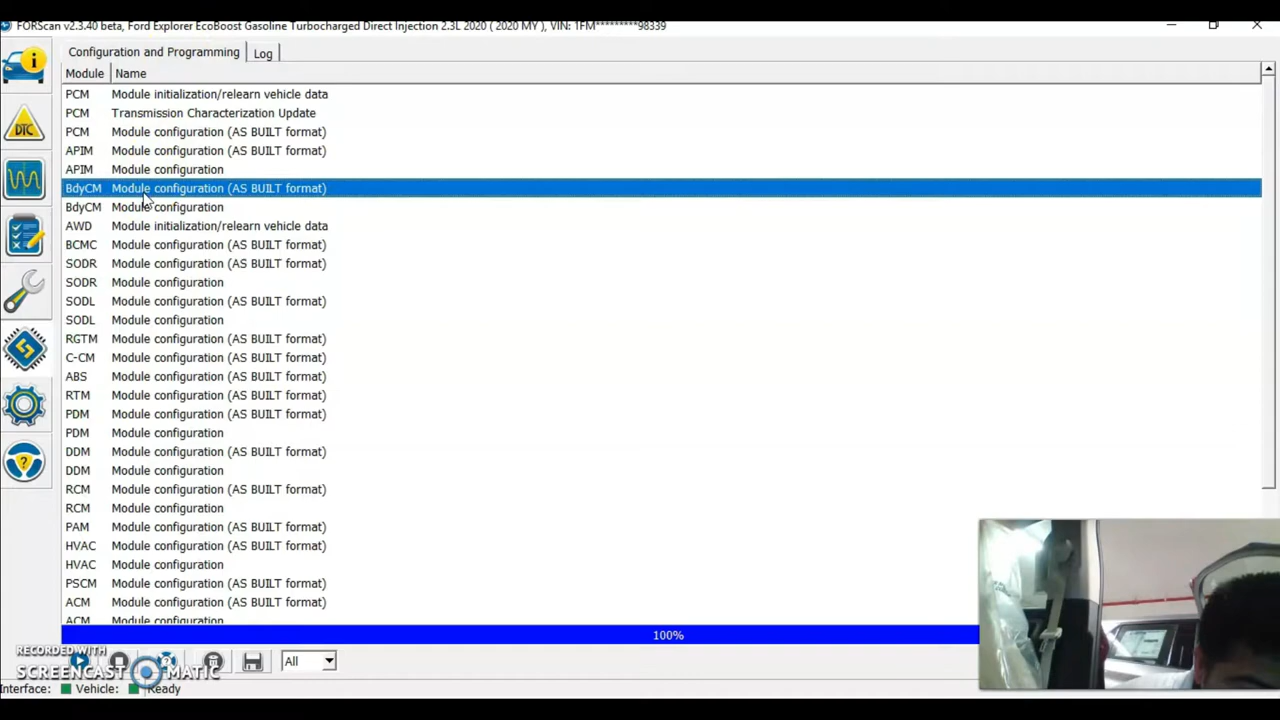 FORScan v2.3.40 beta, Ford Explorer EcoBoost Gasoline Turbocharged Direct Injection 2.3L 2020 ( 2020 MY ), VIN: 1FM*********98339
Configuration and Programming
Log
Module Name
PCM Module initialization/relearn vehicle data
PCM Transmission Characterization Update
PCM Module configuration (AS BUILT format)
APIM Module configuration (AS BUILT format)
APIM Module configuration
BdyCM Module configuration (AS BUILT format)
BdyCM Module configuration
AWD Module initialization/relearn vehicle data
BCMC Module configuration (AS BUILT format)
SODR Module configuration (AS BUILT format)
SODR Module configuration
SODL Module configuration (AS BUILT format)
SODL Module configuration
RGTM Module configuration (AS BUILT format)
C-CM Module configuration (AS BUILT format)
ABS Module configuration (AS BUILT format)
RTM Module configuration (AS BUILT format)
PDM Module configuration (AS BUILT format)
PDM Module configuration
DDM Module configuration (AS BUILT format)
DDM Module configuration
RCM Module configuration (AS BUILT format)
RCM Module configuration
PAM Module configuration (AS BUILT format)
HVAC Module configuration (AS BUILT format)
HVAC Module configuration
PSCM Module configuration (AS BUILT format)
ACM Module configuration (AS BUILT format)
ACM Module configuration
100%
All
RECORDED WITH
SCREENCAST MATIC
Interface: Vehicle: Ready
i
DTC
?